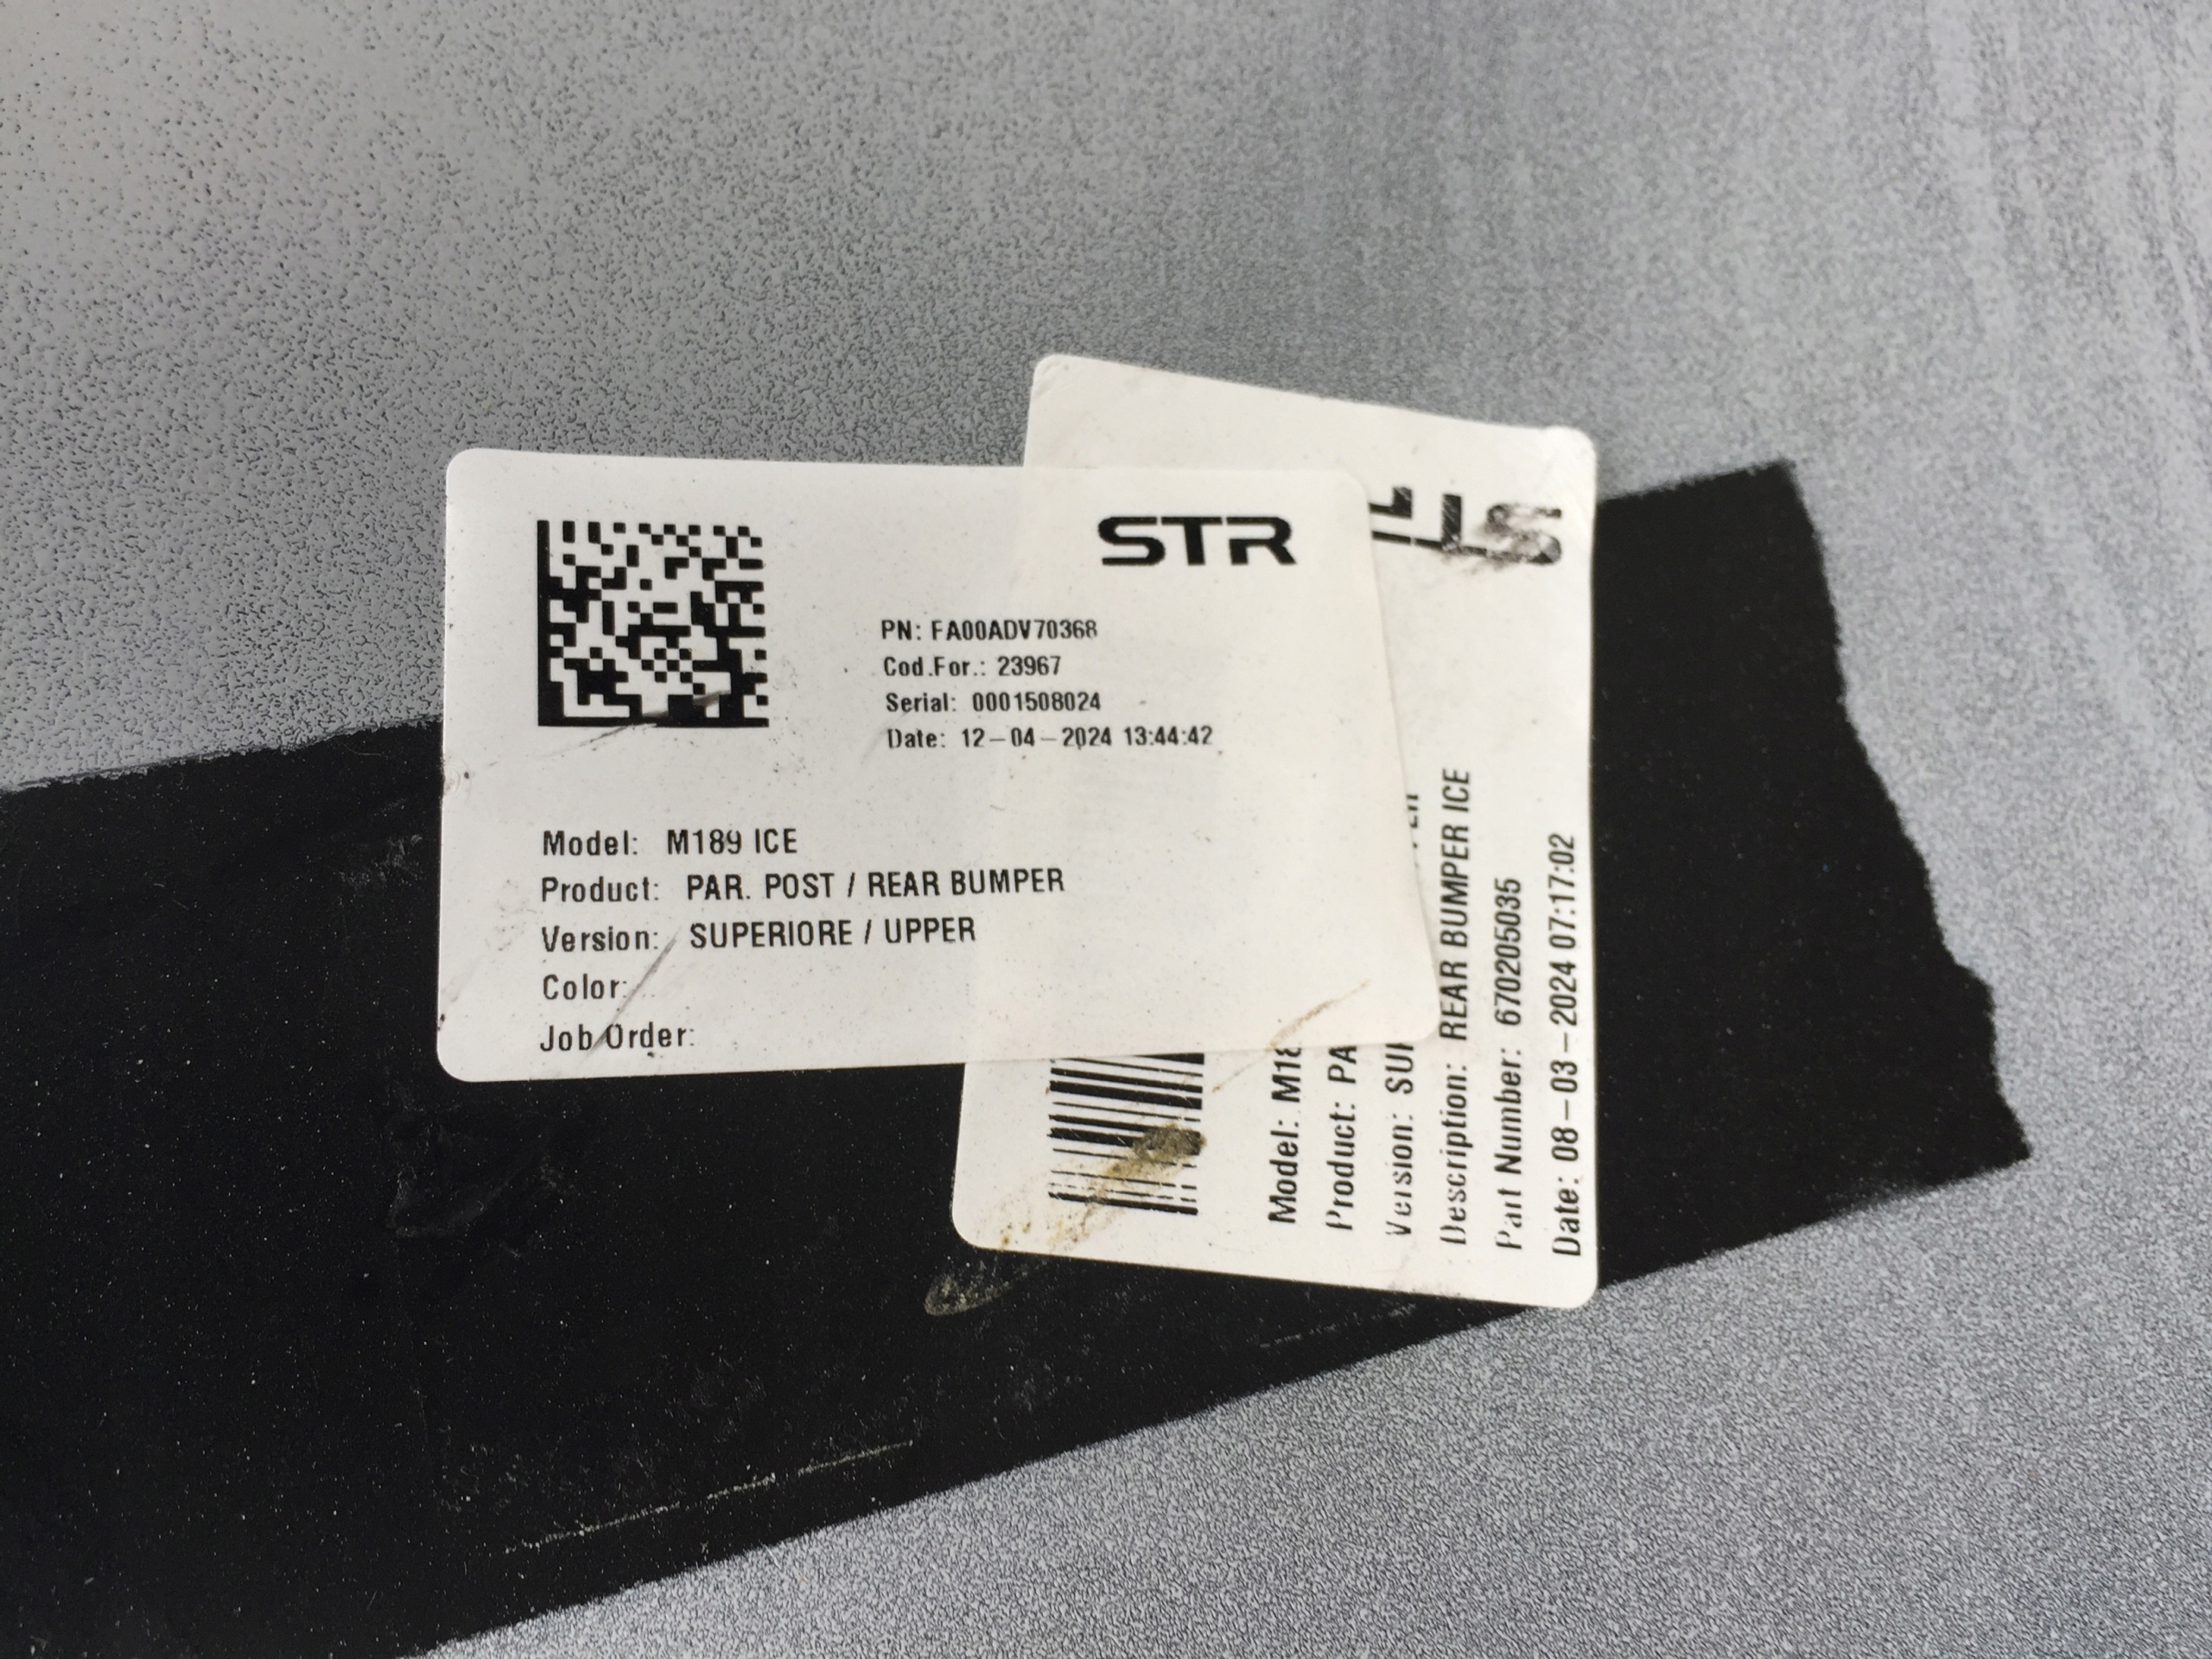 STR
PN: FA00ADV70368
Cod.For.: 23967
Serial: 0001508024
Date: 12-04-2024 13:44:42
Model: M189 ICE
Product: PAR. POST / REAR BUMPER
Version: SUPERIORE / UPPER
Color:
Job Order:
Model:
Product:
Version:
Description: REAR BUMPER ICE
Part Number: 670205035
Date: 08-03-2024 07:17:02